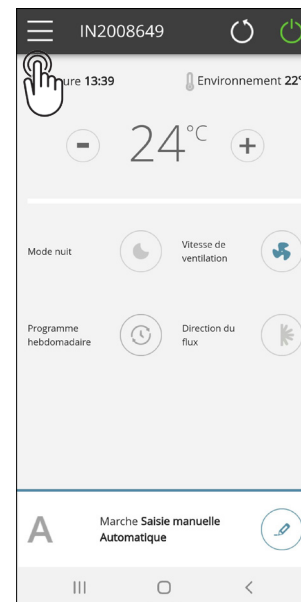 IN2008649
ure 13:39 Environnement 22°
24°C
Mode nuit Vitesse de ventilation
Programme hebdomadaire Direction du flux
A Marche Saisie manuelle
Automatique